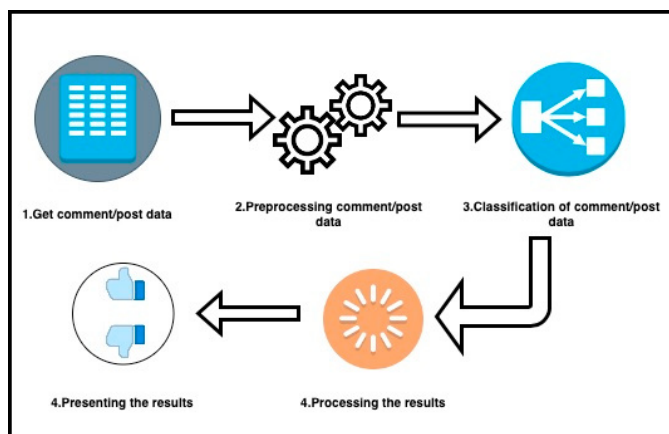 1.Get comment/post data
2.Preprocessing comment/post
data
3.Classification of comment/post
data
4.Presenting the results
4.Processing the results